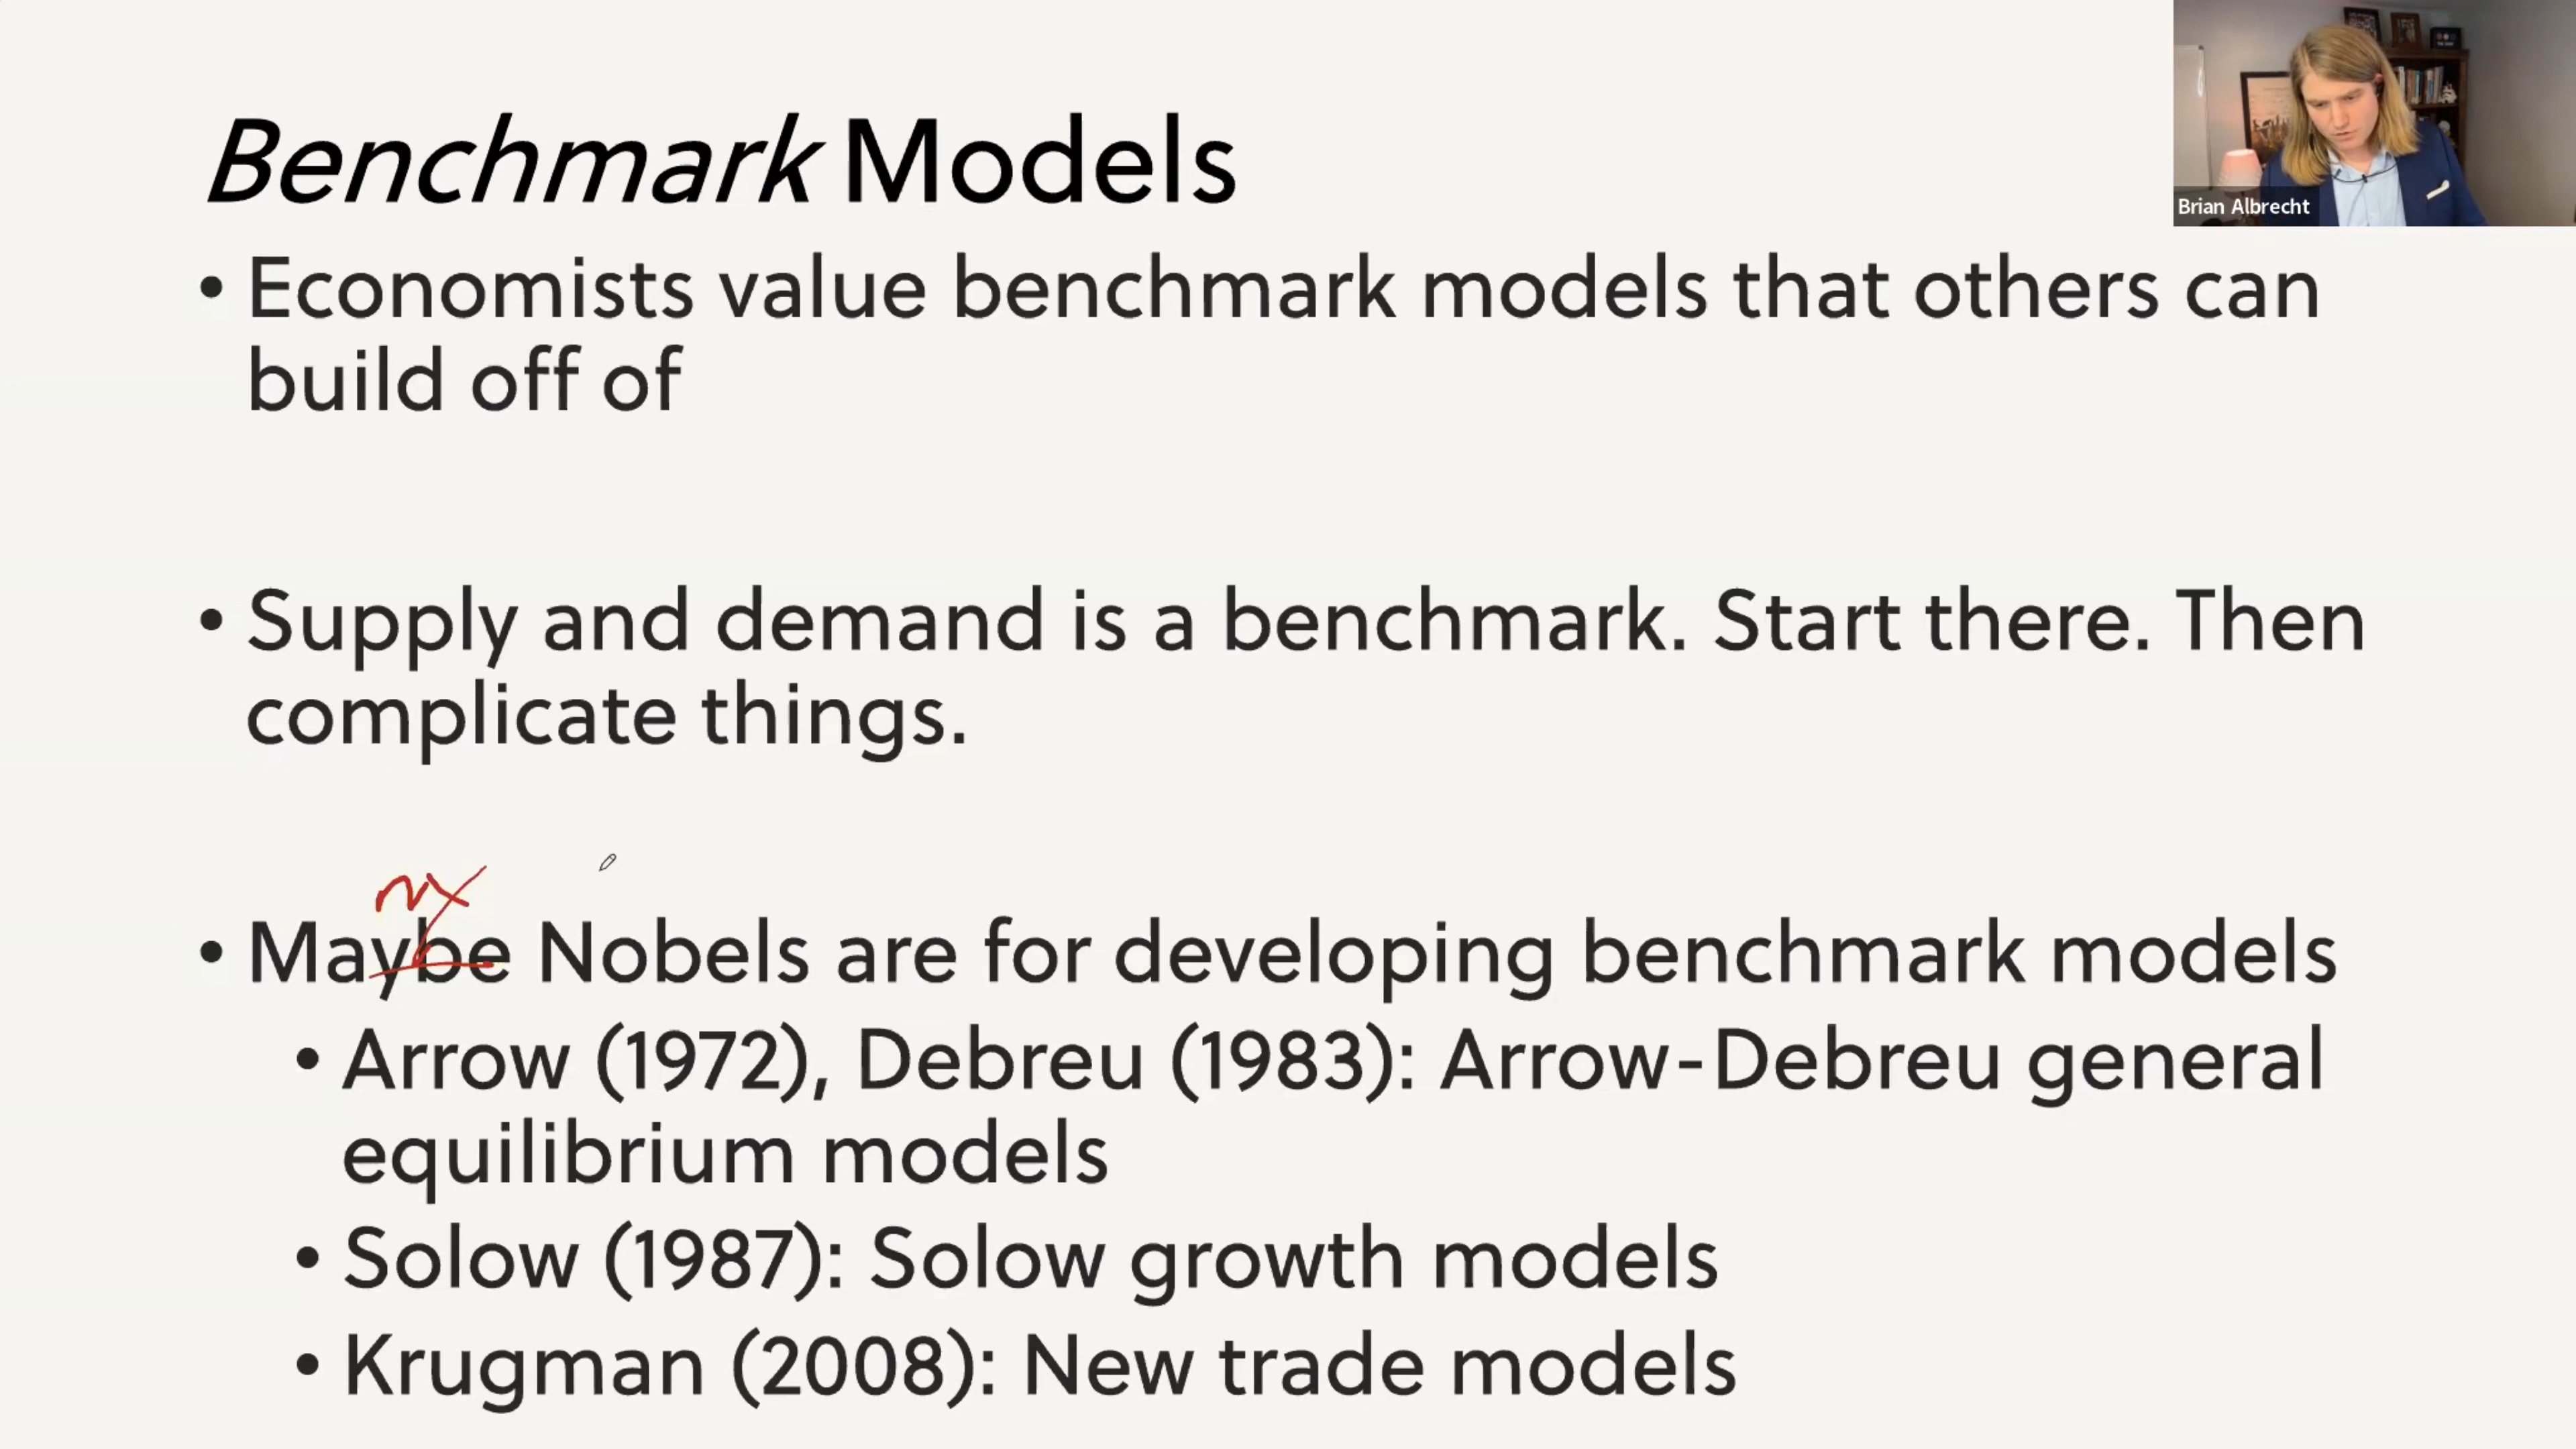 Benchmark Models
Brian Albrecht
• Economists value benchmark models that others can
build off of
• Supply and demand is a benchmark. Start there. Then
complicate things.
• Maybe Nobels are for developing benchmark models
• Arrow (1972), Debreu (1983): Arrow-Debreu general
equilibrium models
• Solow (1987): Solow growth models
• Krugman (2008): New trade models